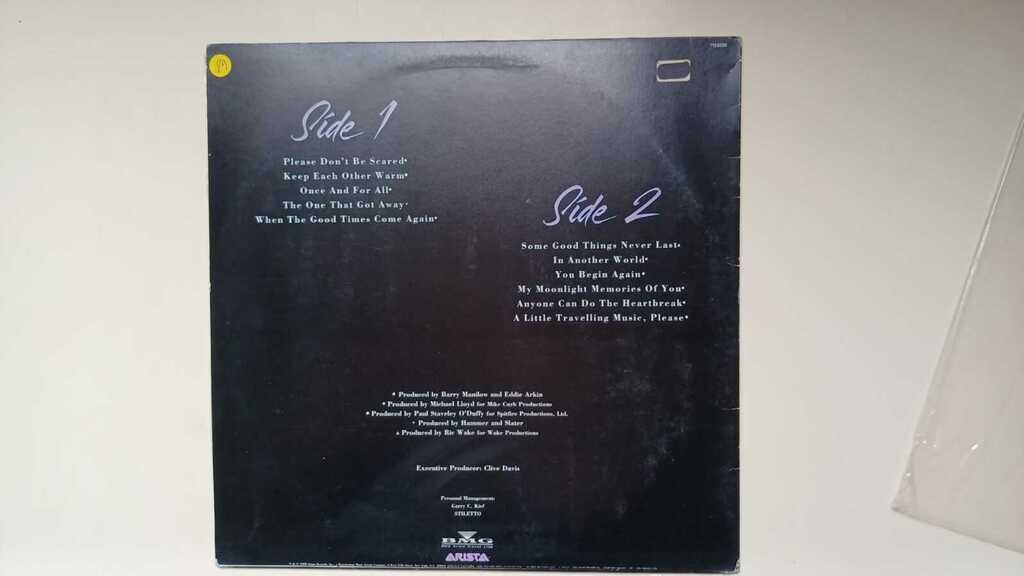 Side 1
Please Don't Be Scared•
Keep Each Other Warm•
Once And For All•
The One That Got Away·
When The Good Times Come Again•
Side 2
Some Good Things Never Last•
In Another World•
You Begin Again•
My Moonlight Memories Of You•
Anyone Can Do The Heartbreak•
A Little Travelling Music, Please•
• Produced by Barry Manilow and Eddie Arkin
• Produced by Michael Lloyd for Mike Curb Productions
• Produced by Paul Staveley O'Duffy for Spitfire Productions, Ltd.
• Produced by Hammer and Slater
• Produced by Ric Wake for Wake Productions
Executive Producer: Clive Davis
Personal Management:
Garry C. Kief
STILETTO
BMG
ARISTA